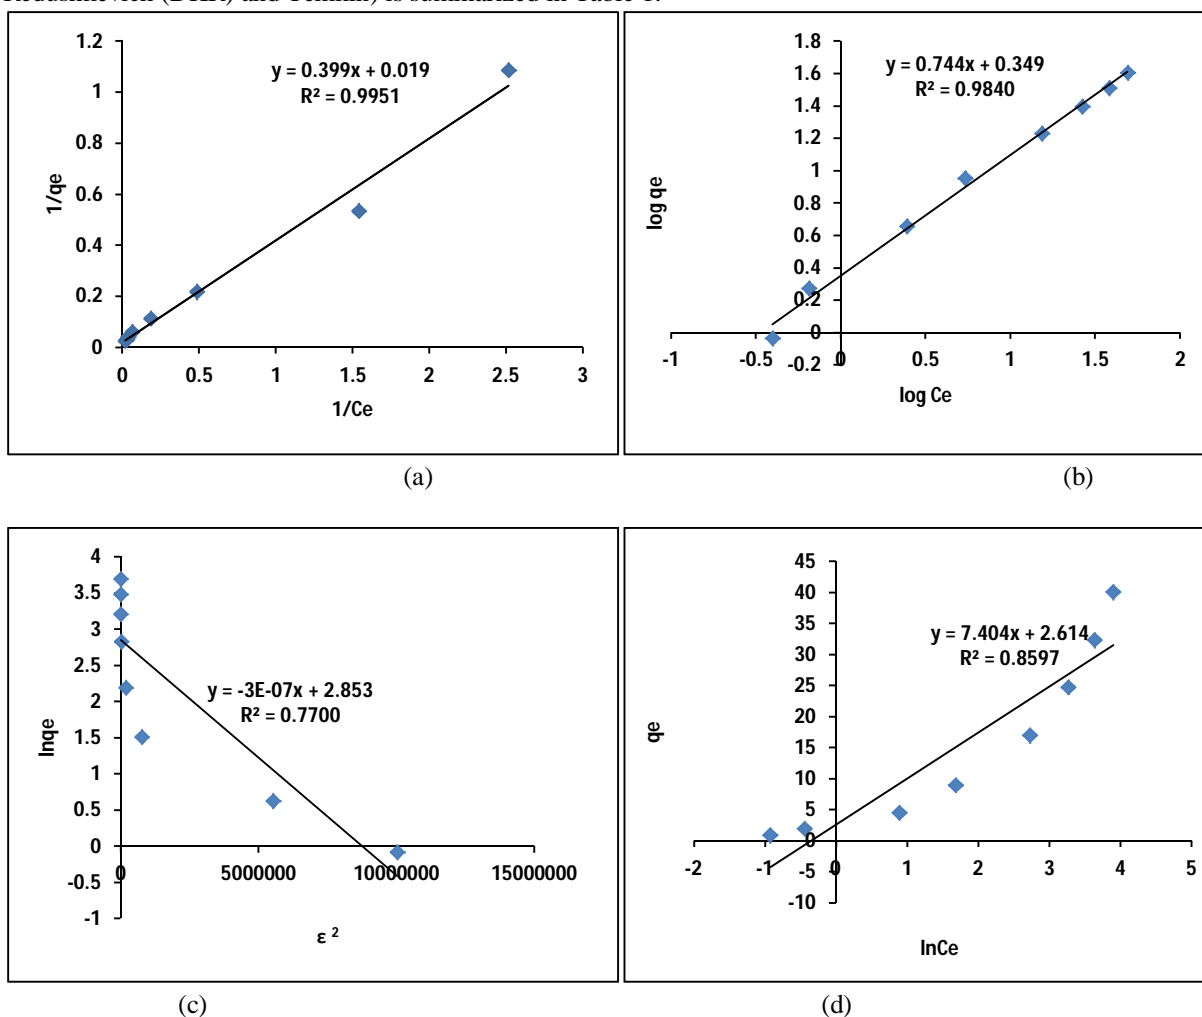 (DKR) and Temkin) is summarized in Table 1.
1.2
1
0.8
0.6
0.4
0.2
0
1/qe
y = 0.399x + 0.019
R² = 0.9951
0 0.5 1 1.5 2 2.5 3
1/Ce
(a)
1.8
1.6
1.4
1.2
1
0.8
0.6
0.4
0.2
0
-0.2
log qe
y = 0.744x + 0.349
R² = 0.9840
-1 -0.5 0 0.5 1 1.5 2
log Ce
(b)
4
3.5
3
2.5
2
1.5
1
0.5
0
-0.5
-1
lnqe
y = -3E-07x + 2.853
R² = 0.7700
0 5000000 10000000 15000000
ε ²
(c)
45
40
35
30
25
20
15
10
5
0
-5
-10
qe
y = 7.404x + 2.614
R² = 0.8597
-2 -1 0 1 2 3 4 5
lnCe
(d)